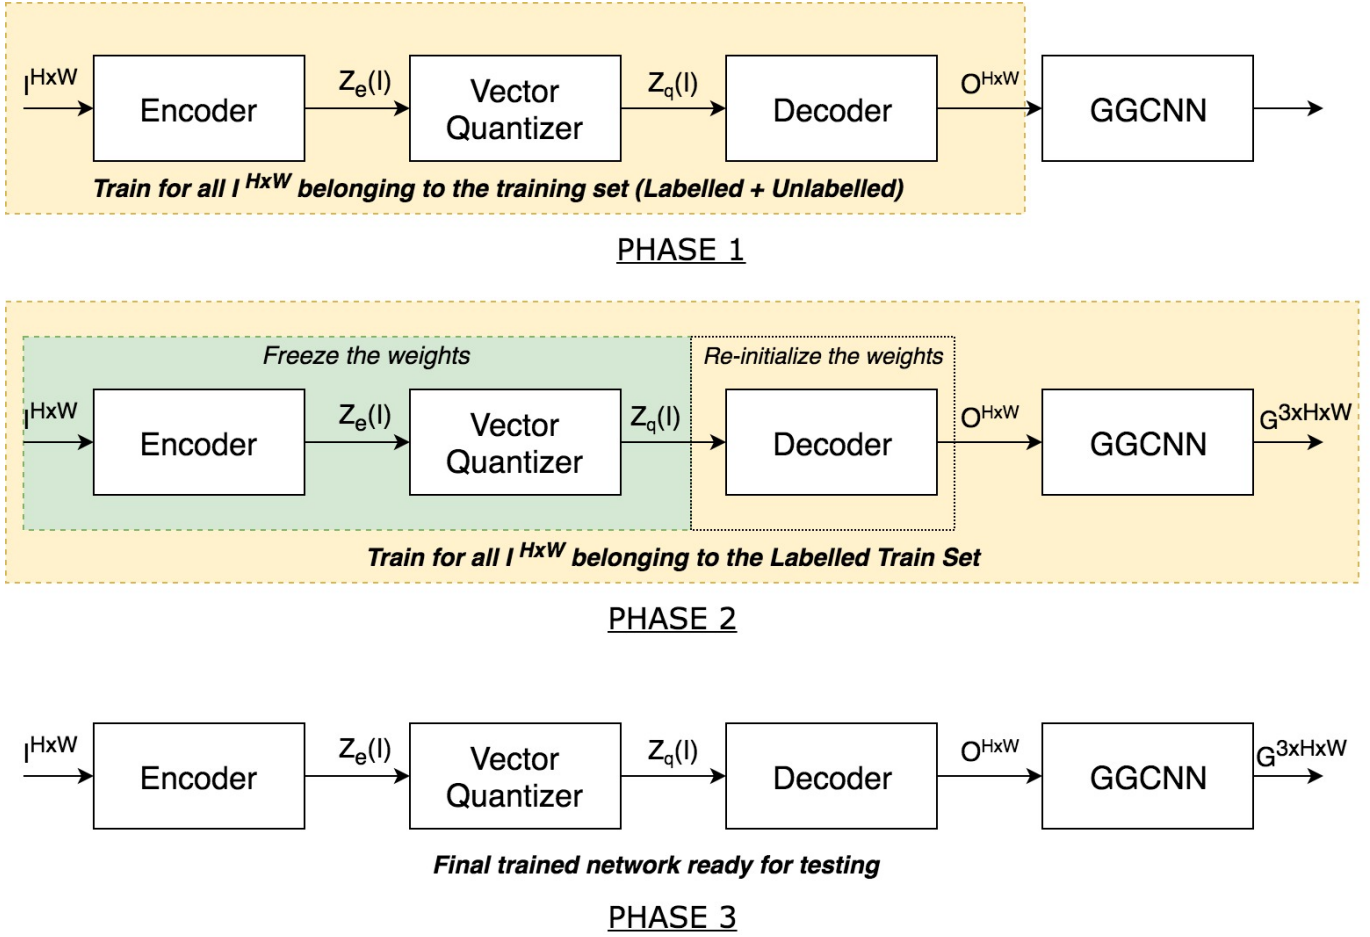 I^HxW Encoder Z_e(I) Vector Quantizer Z_q(I) Decoder O^HxW GGCNN
Train for all I^HxW belonging to the training set (Labelled + Unlabelled)
PHASE 1
Freeze the weights Re-initialize the weights
I^HxW Encoder Z_e(I) Vector Quantizer Z_q(I) Decoder O^HxW GGCNN G^3xHxW
Train for all I^HxW belonging to the Labelled Train Set
PHASE 2
I^HxW Encoder Z_e(I) Vector Quantizer Z_q(I) Decoder O^HxW GGCNN G^3xHxW
Final trained network ready for testing
PHASE 3